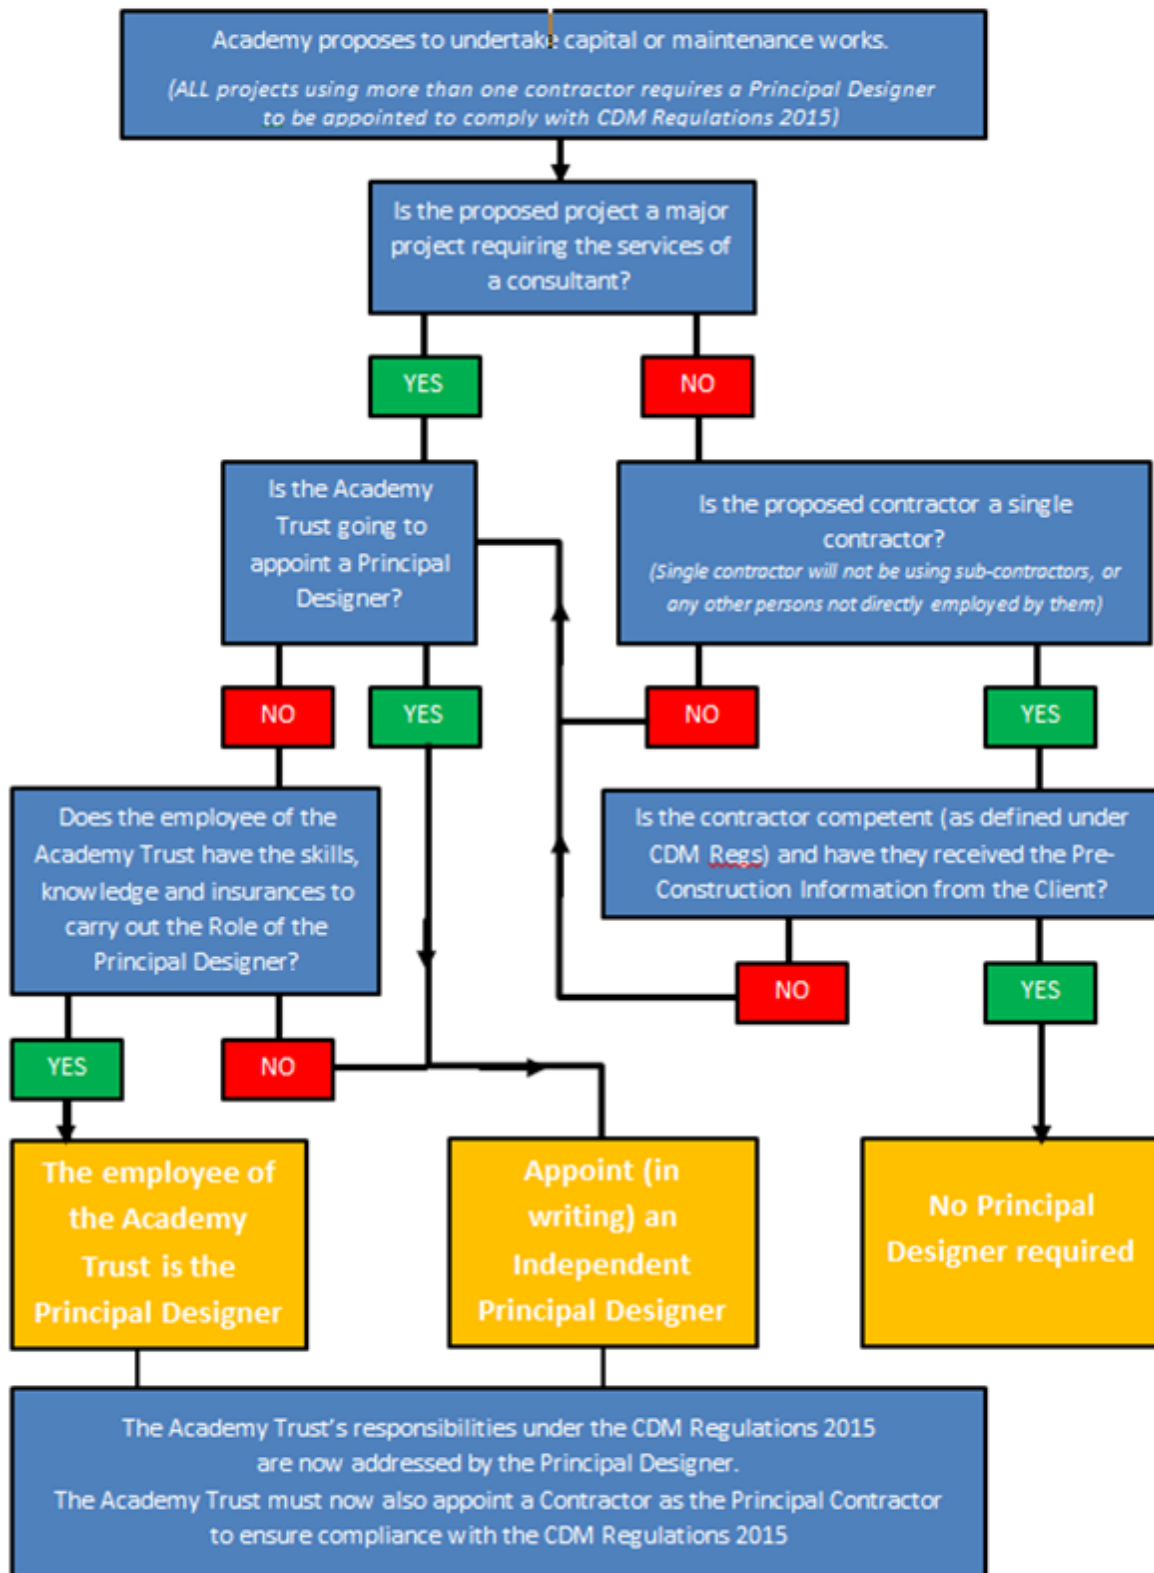 Academy proposes to undertake capital or maintenance works.
(ALL projects using more than one contractor requires a Principal Designer
to be appointed to comply with CDM Regulations 2015)
Is the proposed project a major
project requiring the services of
a consultant?
YES
NO
Is the Academy
Trust going to
appoint a Principal
Designer?
Is the proposed contractor a single
contractor?
(Single contractor will not be using sub-contractors, or
any other persons not directly employed by them)
NO
YES
NO
YES
Does the employee of the
Academy Trust have the skills,
knowledge and insurances to
carry out the Role of the
Principal Designer?
Is the contractor competent (as defined under
CDM Regs) and have they received the Pre-
Construction Information from the Client?
NO
YES
YES
NO
The employee of
the Academy
Trust is the
Principal Designer
Appoint (in
writing) an
Independent
Principal Designer
No Principal
Designer required
The Academy Trust's responsibilities under the CDM Regulations 2015
are now addressed by the Principal Designer.
The Academy Trust must now also appoint a Contractor as the Principal Contractor
to ensure compliance with the CDM Regulations 2015